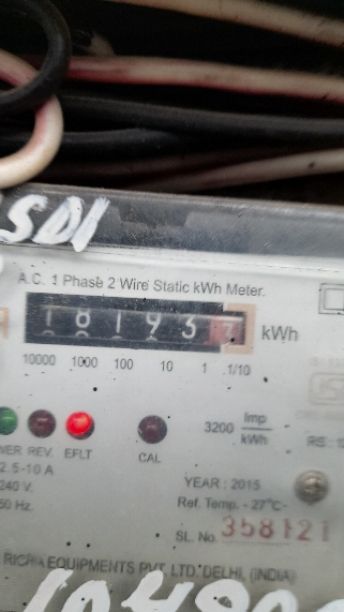 SD1
A.C. 1 Phase 2 Wire Static kWh Meter.
181937 kWh
10000 1000 100 10 1 1/10
3200 Imp/kWh
REV. EFLT CAL
2.5-10 A
240 V.
50 Hz.
YEAR : 2015
Ref. Temp. - 27°C-
SL. No. 358121
EQUIPMENTS PVT. LTD. DELHI, (INDIA)